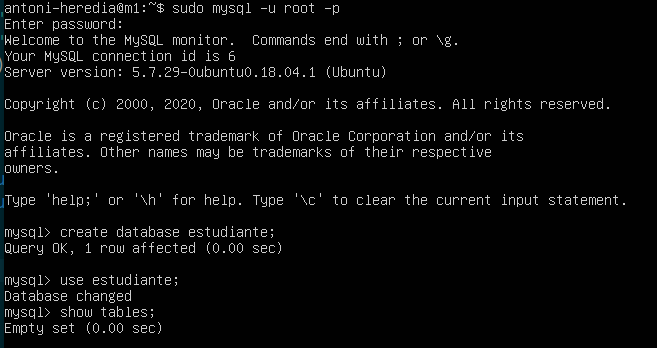 antoni-heredia@m1:~$ sudo mysql -u root -p
Enter password:
Welcome to the MySQL monitor.  Commands end with ; or \g.
Your MySQL connection id is 6
Server version: 5.7.29-0ubuntu0.18.04.1 (Ubuntu)
Copyright (c) 2000, 2020, Oracle and/or its affiliates. All rights reserved.
Oracle is a registered trademark of Oracle Corporation and/or its
affiliates. Other names may be trademarks of their respective
owners.
Type 'help;' or '\h' for help. Type '\c' to clear the current input statement.
mysql> create database estudiante;
Query OK, 1 row affected (0.00 sec)
mysql> use estudiante;
Database changed
mysql> show tables;
Empty set (0.00 sec)